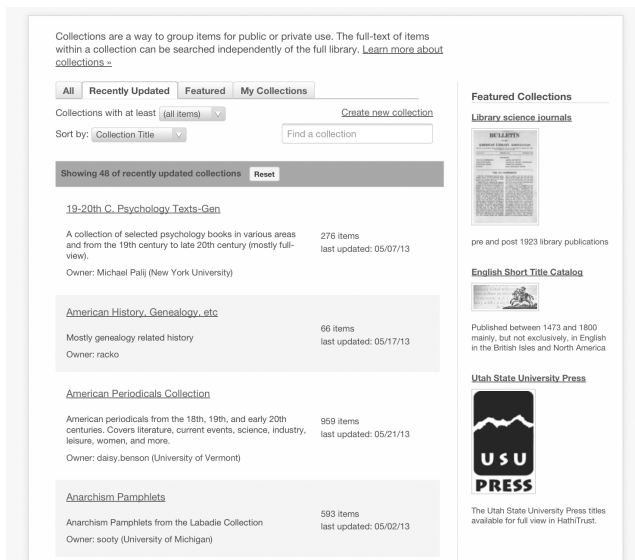 Collections are a way to group items for public or private use. The full-text of items
within a collection can be searched independently of the full library. Learn more about
collections »
All Recently Updated Featured My Collections
Collections with at least (all items)
Create new collection
Sort by: Collection Title
Find a collection
Showing 48 of recently updated collections Reset
19-20th C. Psychology Texts-Gen
A collection of selected psychology books in various areas
and from the 19th century to late 20th century (mostly full-
view).
Owner: Michael Palij (New York University)
276 items
last updated: 05/07/13
American History, Genealogy, etc
Mostly genealogy related history
Owner: racko
66 items
last updated: 05/17/13
American Periodicals Collection
American periodicals from the 18th, 19th, and early 20th
centuries. Covers literature, current events, science, industry,
leisure, women, and more.
Owner: daisy.benson (University of Vermont)
959 items
last updated: 05/21/13
Anarchism Pamphlets
Anarchism Pamphlets from the Labadie Collection
Owner: sooty (University of Michigan)
593 items
last updated: 05/02/13
Featured Collections
Library science journals
BULLETIN
AMERICAN LIBRARY ASSOCIATION
pre and post 1923 library publications
English Short Title Catalog
Published between 1473 and 1800
mainly, but not exclusively, in English
in the British Isles and North America
Utah State University Press
USU
PRESS
The Utah State University Press titles
available for full view in HathiTrust.